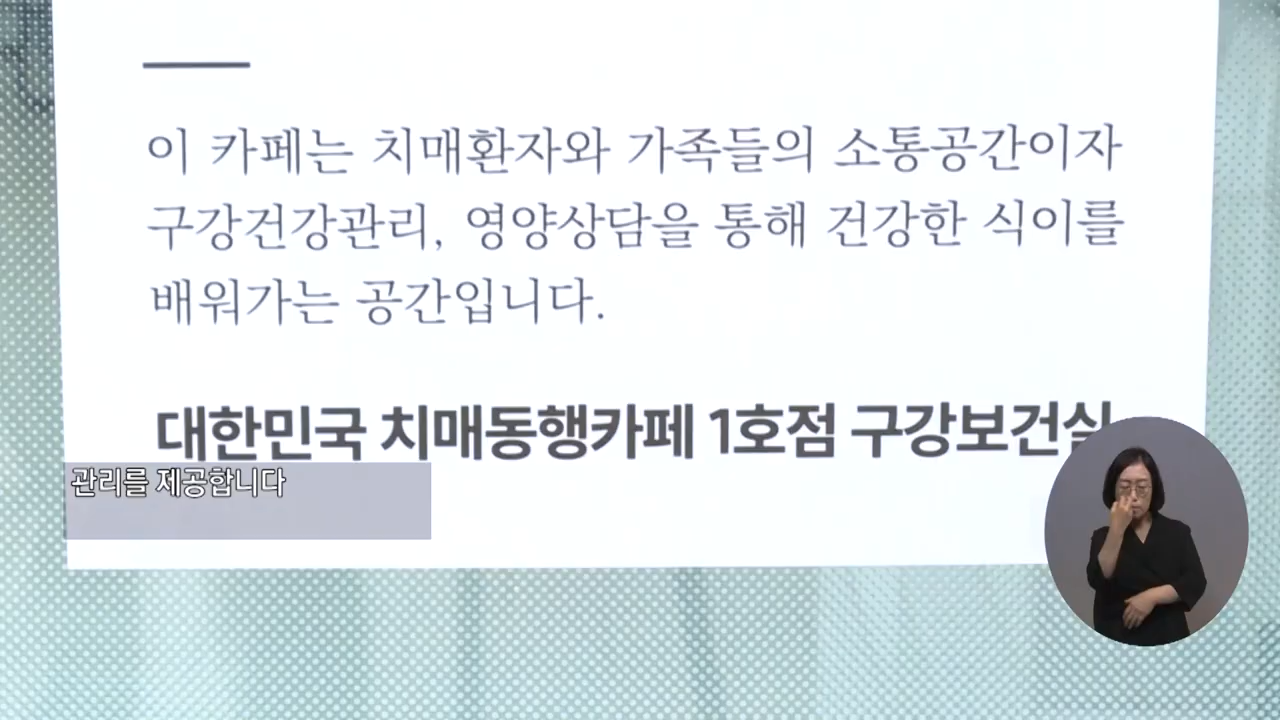 이 카페는 치매환자와 가족들의 소통공간이자
구강건강관리, 영양상담을 통해 건강한 식이를
배워가는 공간입니다.
대한민국 치매동행카페 1호점 구강보건실
관리를 제공합니다